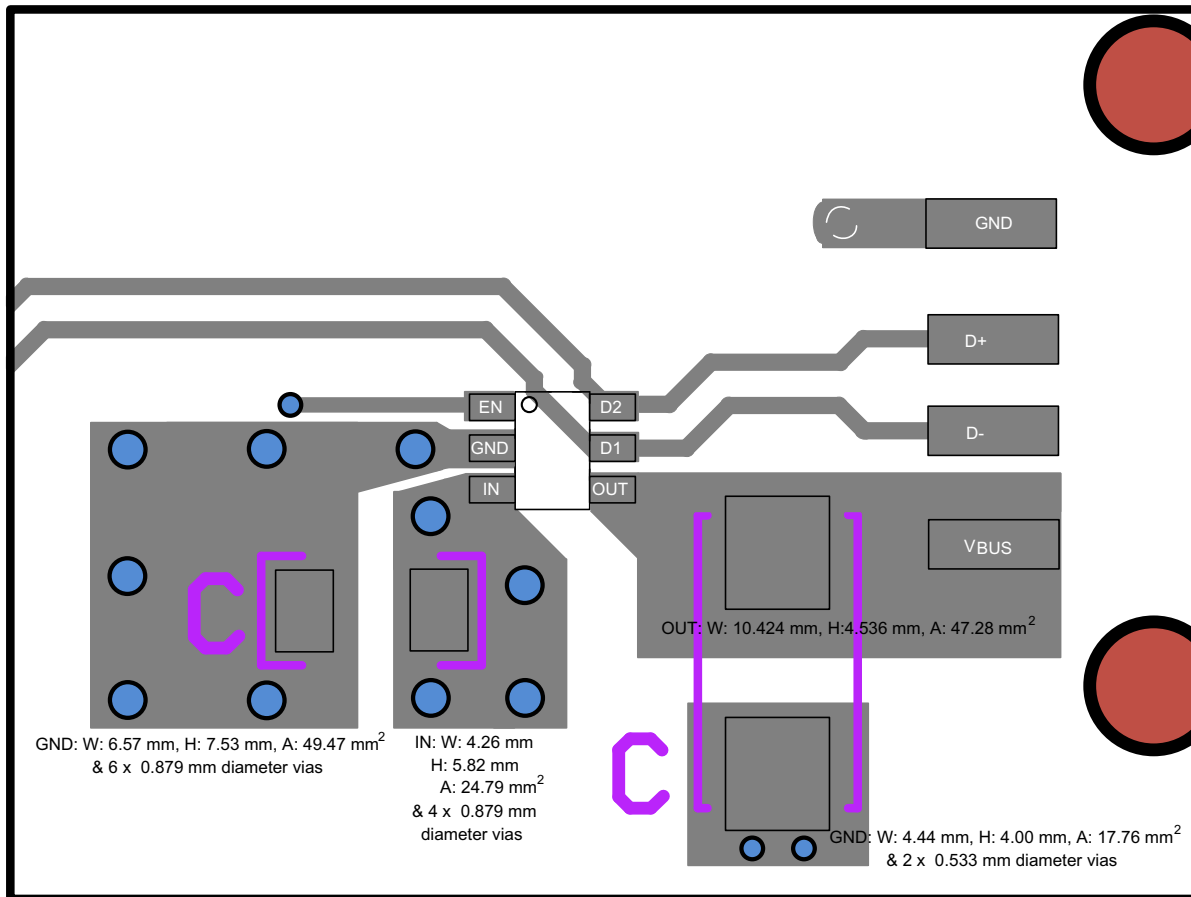 GND
D+
EN
D2
D-
GND
D1
IN
OUT
VBUS
OUT: W: 10.424 mm, H:4.536 mm, A: 47.28 mm²
GND: W: 6.57 mm, H: 7.53 mm, A: 49.47 mm²
& 6 x 0.879 mm diameter vias
IN: W: 4.26 mm
H: 5.82 mm
A: 24.79 mm²
& 4 x 0.879 mm
diameter vias
C
C
GND: W: 4.44 mm, H: 4.00 mm, A: 17.76 mm²
& 2 x 0.533 mm diameter vias